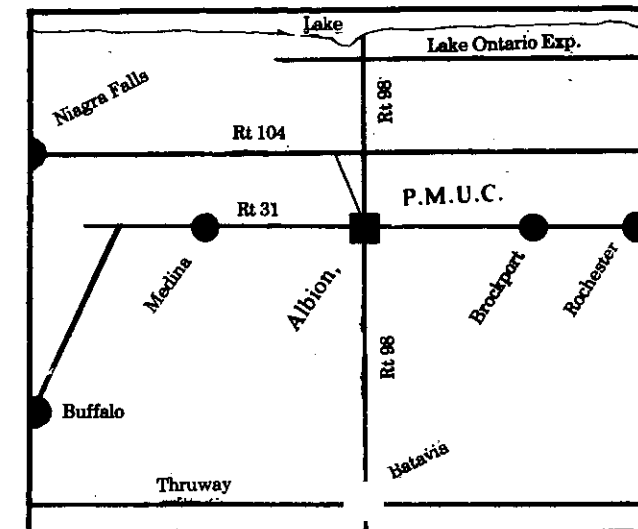 Lake
Lake Ontario Exp.
Niagra Falls
Rt 98
Rt 104
P.M.U.C.
Rt 31
Medina
Albion,
Brockport
Rochester
Rt 98
Buffalo
Batavia
Thruway